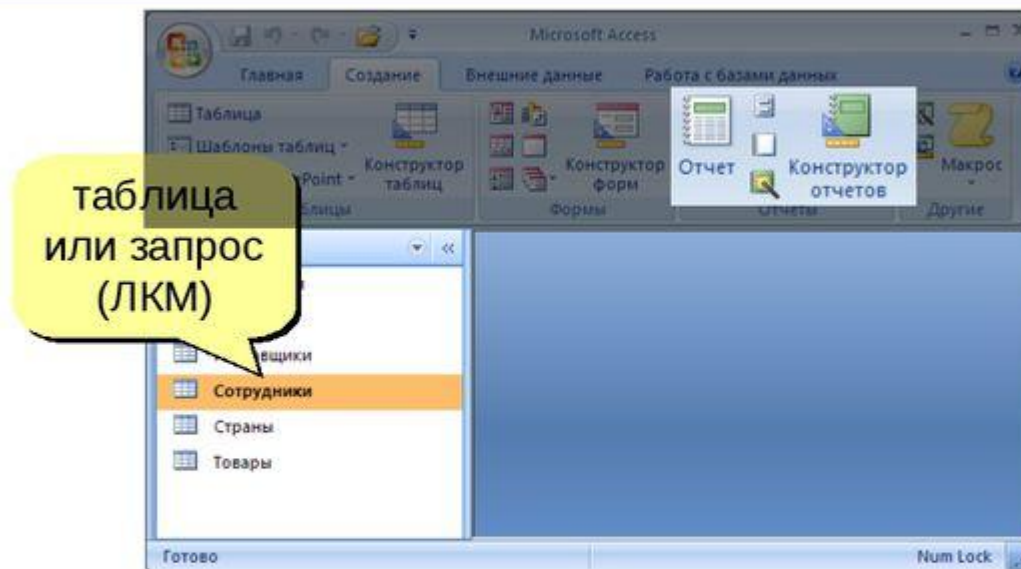 Microsoft Access
Главная Создание Внешние данные Работа с базами данных
Таблица
Шаблоны таблиц
Point
Конструктор
таблиц
Конструктор
форм
Отчет
Конструктор
отчетов
Макрос
Формы
Отчеты
Другие
таблица
или запрос
(ЛКМ)
Сотрудники
Страны
Товары
Готово
Num Lock